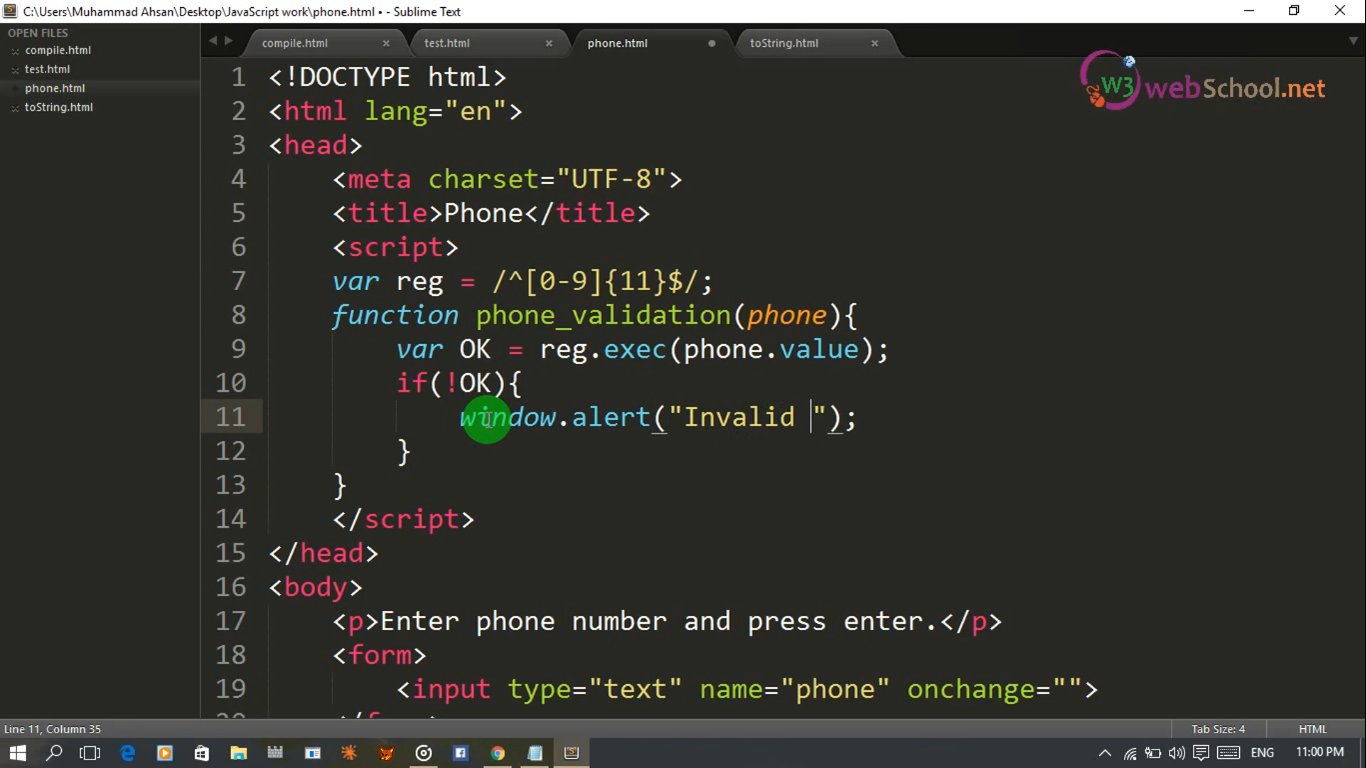 C:\Users\Muhammad Ahsan\Desktop\JavaScript work\phone.html • - Sublime Text
OPEN FILES
compile.html
test.html
phone.html
toString.html
compile.html test.html phone.html toString.html
W3 webSchool.net
1 <!DOCTYPE html>
2 <html lang="en">
3 <head>
4 <meta charset="UTF-8">
5 <title>Phone</title>
6 <script>
7 var reg = /^[0-9]{11}$/;
8 function phone_validation(phone){
9 var OK = reg.exec(phone.value);
10 if(!OK){
11 window.alert("Invalid ");
12 }
13 }
14 </script>
15 </head>
16 <body>
17 <p>Enter phone number and press enter.</p>
18 <form>
19 <input type="text" name="phone" onchange="">
Line 11, Column 35 Tab Size: 4 HTML
ENG 11:00 PM